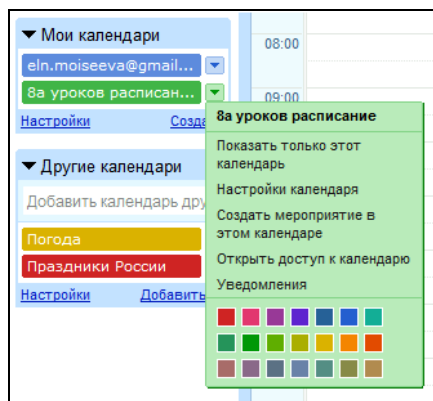 ▼ Мои календари
eln.moiseeva@gmail...
8а уроков расписан...
Настройки Созда
▼ Другие календари
Добавить календарь дру
Погода
Праздники России
Настройки Добавить
08:00
09:00
8а уроков расписание
Показать только этот
календарь
Настройки календаря
Создать мероприятие в
этом календаре
Открыть доступ к календарю
Уведомления